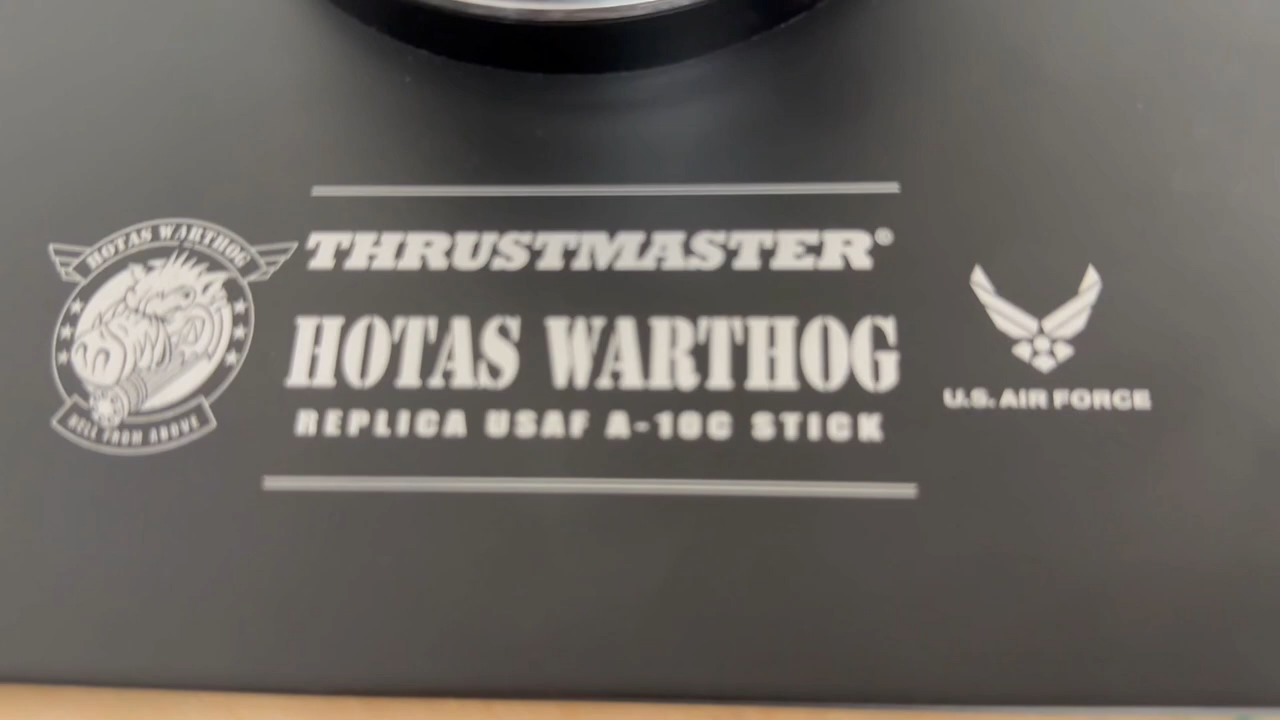 HOTAS WARTHOG
HELL FROM ABOVE
THRUSTMASTER®
HOTAS WARTHOG
REPLICA USAF A-10C STICK
U.S. AIR FORCE